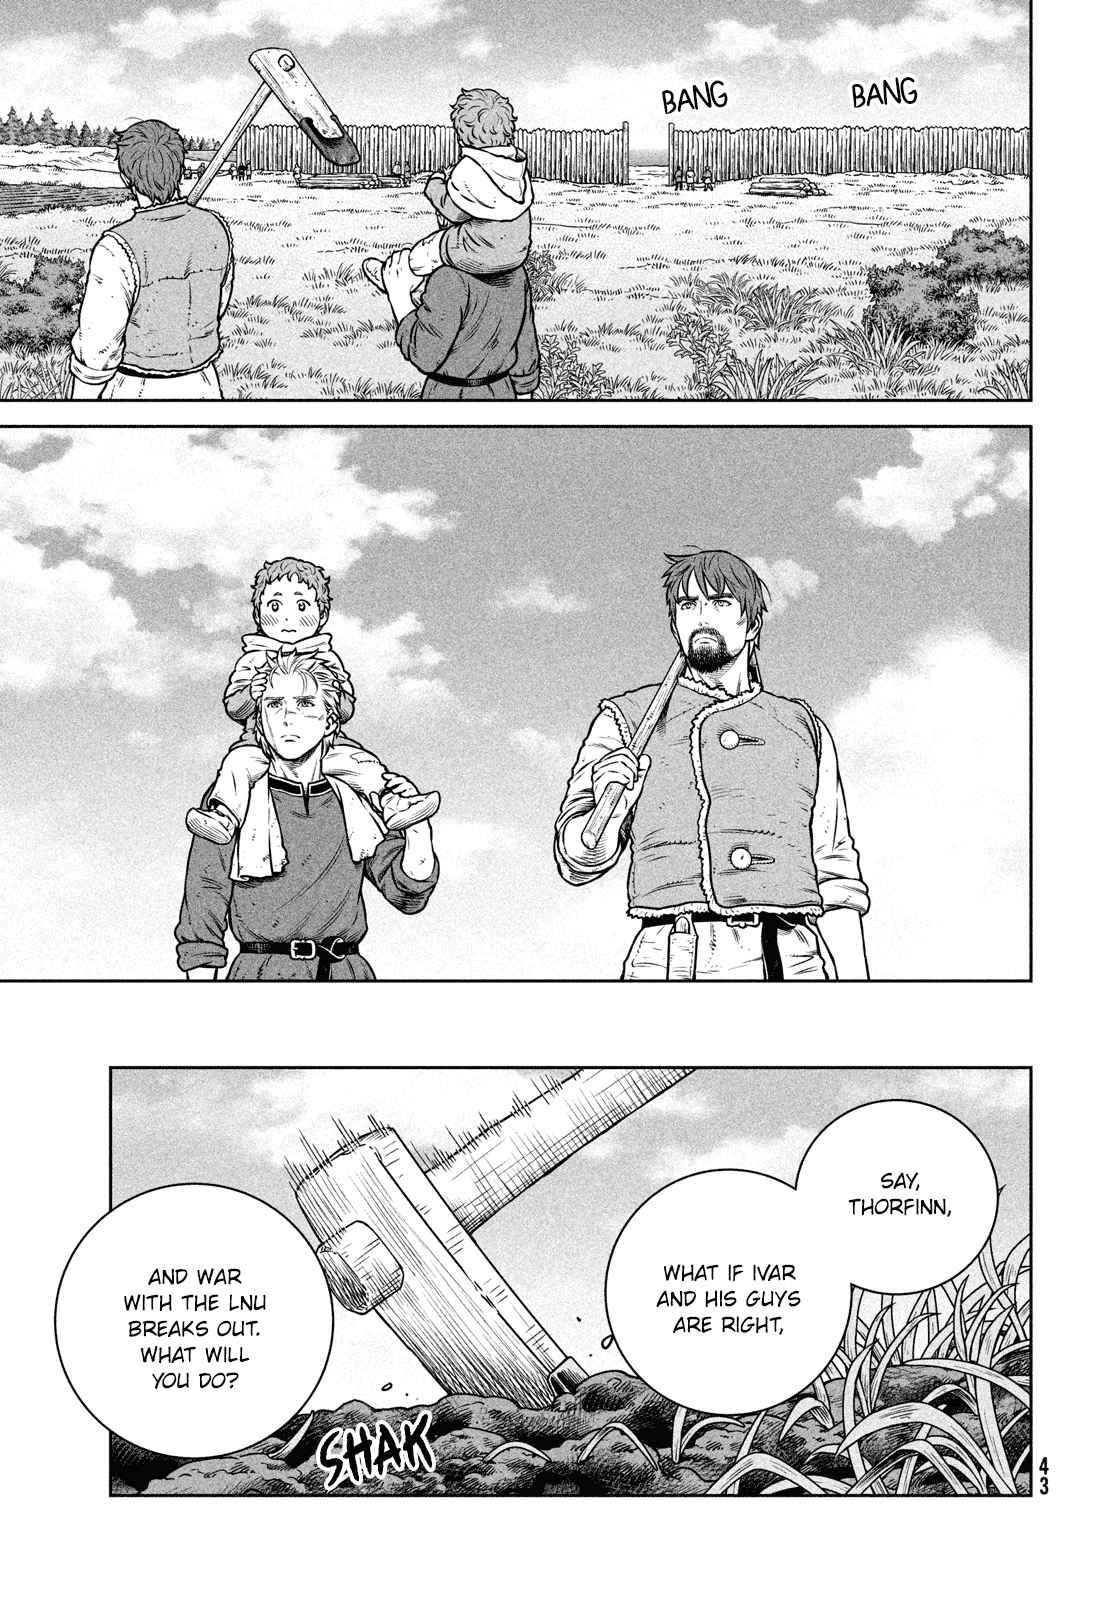 BANG
BANG
SAY,
THORFINN,
WHAT IF IVAR
AND HIS GUYS
ARE RIGHT,
AND WAR
WITH THE LNU
BREAKS OUT.
WHAT WILL
YOU DO?
SHAK
43